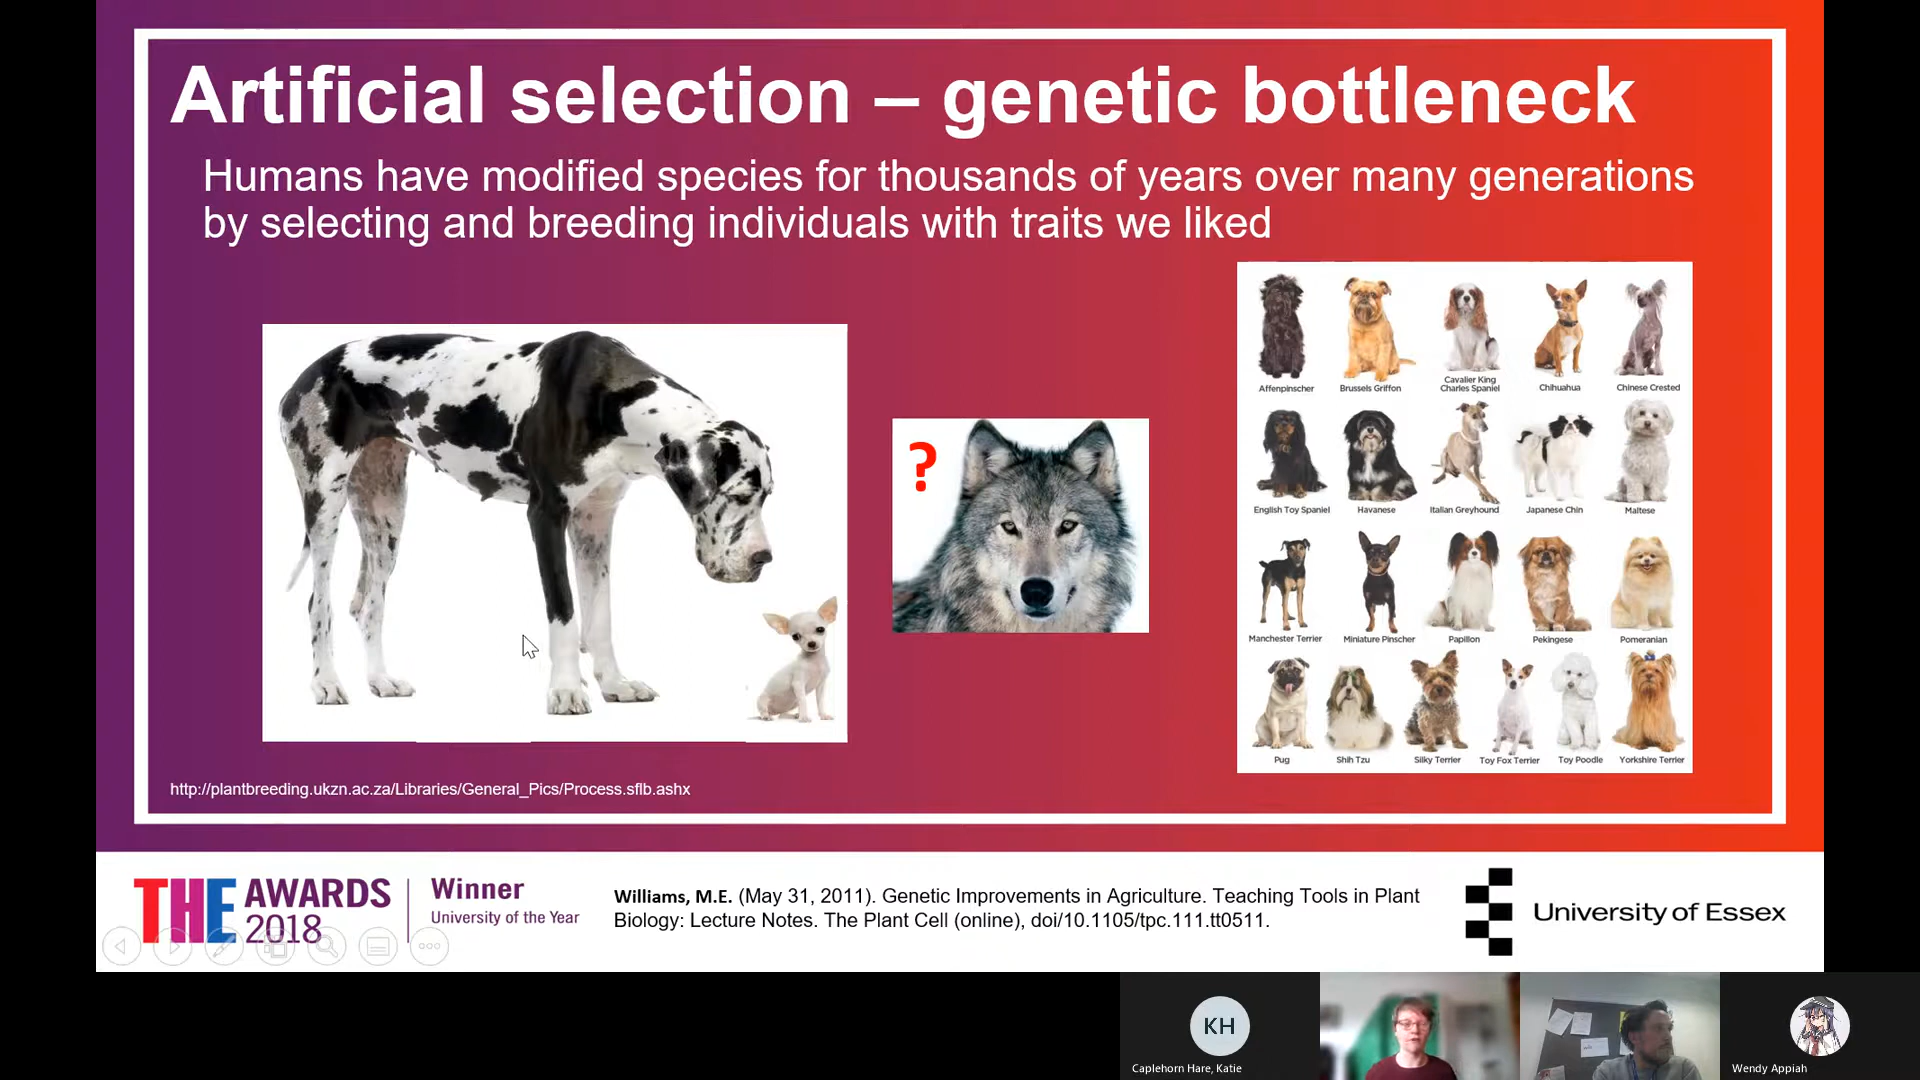 Artificial selection – genetic bottleneck
Humans have modified species for thousands of years over many generations
by selecting and breeding individuals with traits we liked
?
Affenpinscher
Brussels Griffon
Cavalier King
Charles Spaniel
Chihuahua
Chinese Crested
English Toy Spaniel
Havanese
Italian Greyhound
Japanese Chin
Maltese
Manchester Terrier
Miniature Pinscher
Papillon
Pekingese
Pomeranian
Pug
Shih Tzu
Silky Terrier
Toy Fox Terrier
Toy Poodle
Yorkshire Terrier
http://plantbreeding.ukzn.ac.za/Libraries/General_Pics/Process.sflb.ashx
THE AWARDS
2018
Winner
University of the Year
Williams, M.E. (May 31, 2011). Genetic Improvements in Agriculture. Teaching Tools in Plant
Biology: Lecture Notes. The Plant Cell (online), doi/10.1105/tpc.111.tt0511.
University of Essex
KH
Caplehorn Hare, Katie
Wendy Appiah